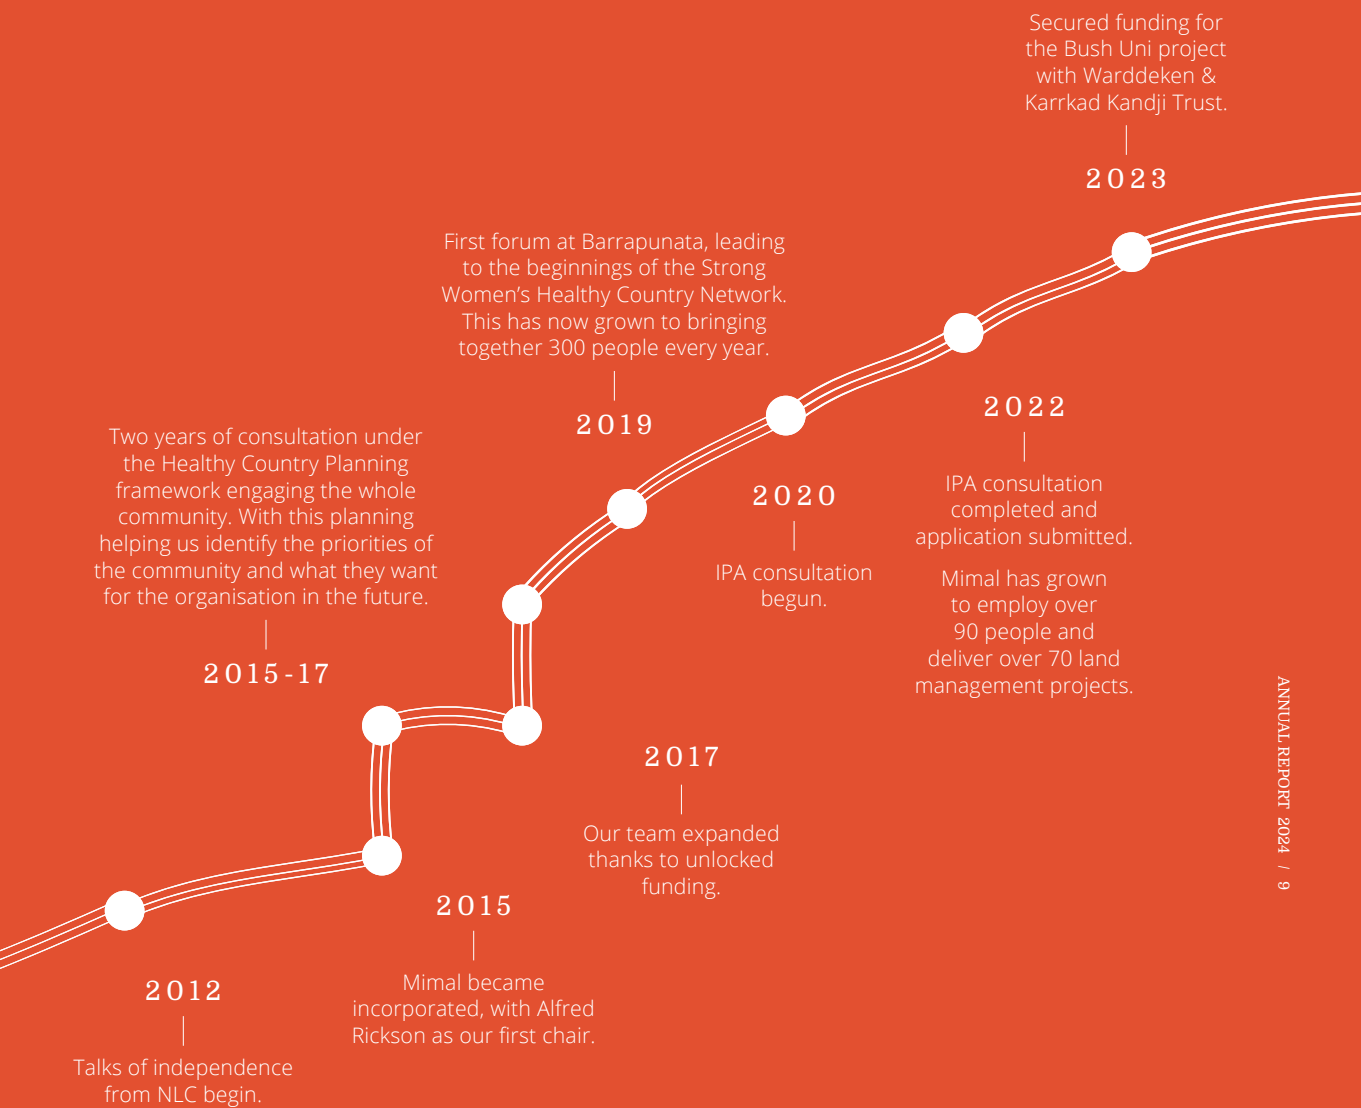 Secured funding for
the Bush Uni project
with Warddeken &
Karrkad Kandji Trust.
2023
First forum at Barrapunata, leading
to the beginnings of the Strong
Women’s Healthy Country Network.
This has now grown to bringing
together 300 people every year.
2019
2022
IPA consultation
completed and
application submitted.
Mimal has grown
to employ over
90 people and
deliver over 70 land
management projects.
Two years of consultation under
the Healthy Country Planning
framework engaging the whole
community. With this planning
helping us identify the priorities of
the community and what they want
for the organisation in the future.
2015-17
2020
IPA consultation
begun.
2017
Our team expanded
thanks to unlocked
funding.
2015
Mimal became
incorporated, with Alfred
Rickson as our first chair.
2012
Talks of independence
from NLC begin.
ANNUAL REPORT 2024 / 9